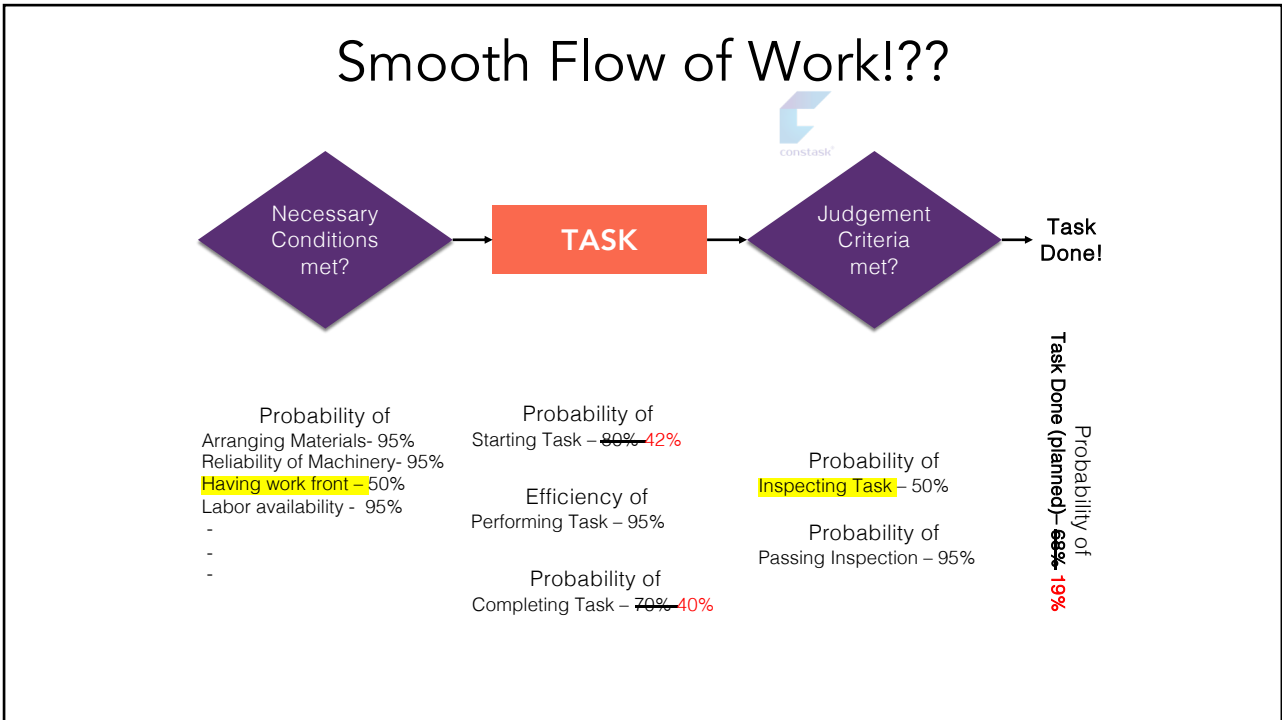 Smooth Flow of Work!??
constask
Necessary
Conditions
met?
TASK
Judgement
Criteria
met?
Task
Done!
Probability of
Arranging Materials- 95%
Reliability of Machinery- 95%
Having work front – 50%
Labor availability - 95%
-
-
-
Probability of
Starting Task – 80% 42%
Efficiency of
Performing Task – 95%
Probability of
Completing Task – 70% 40%
Probability of
Inspecting Task – 50%
Probability of
Passing Inspection – 95%
Probability of
Task Done (planned)– 68% 19%